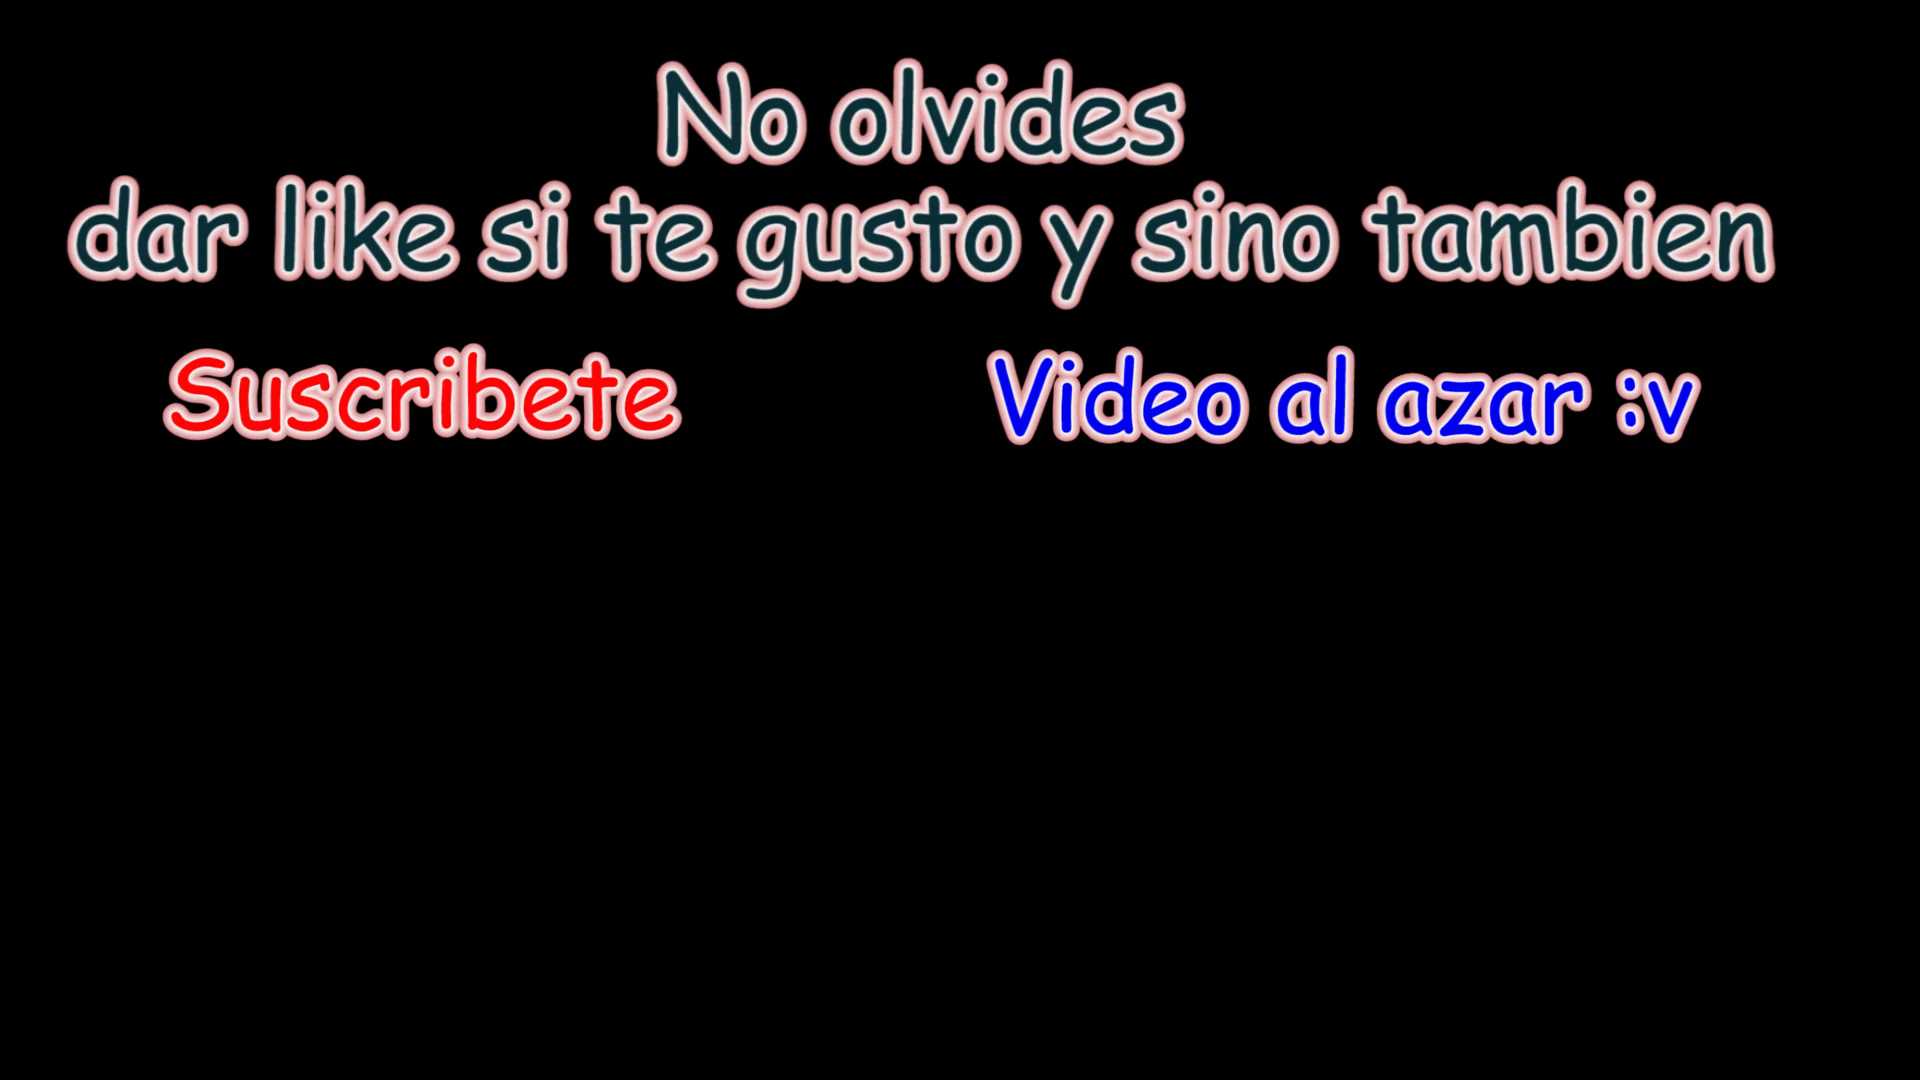 No olvides
dar like si te gusto y sino tambien
Suscribete
Video al azar :v